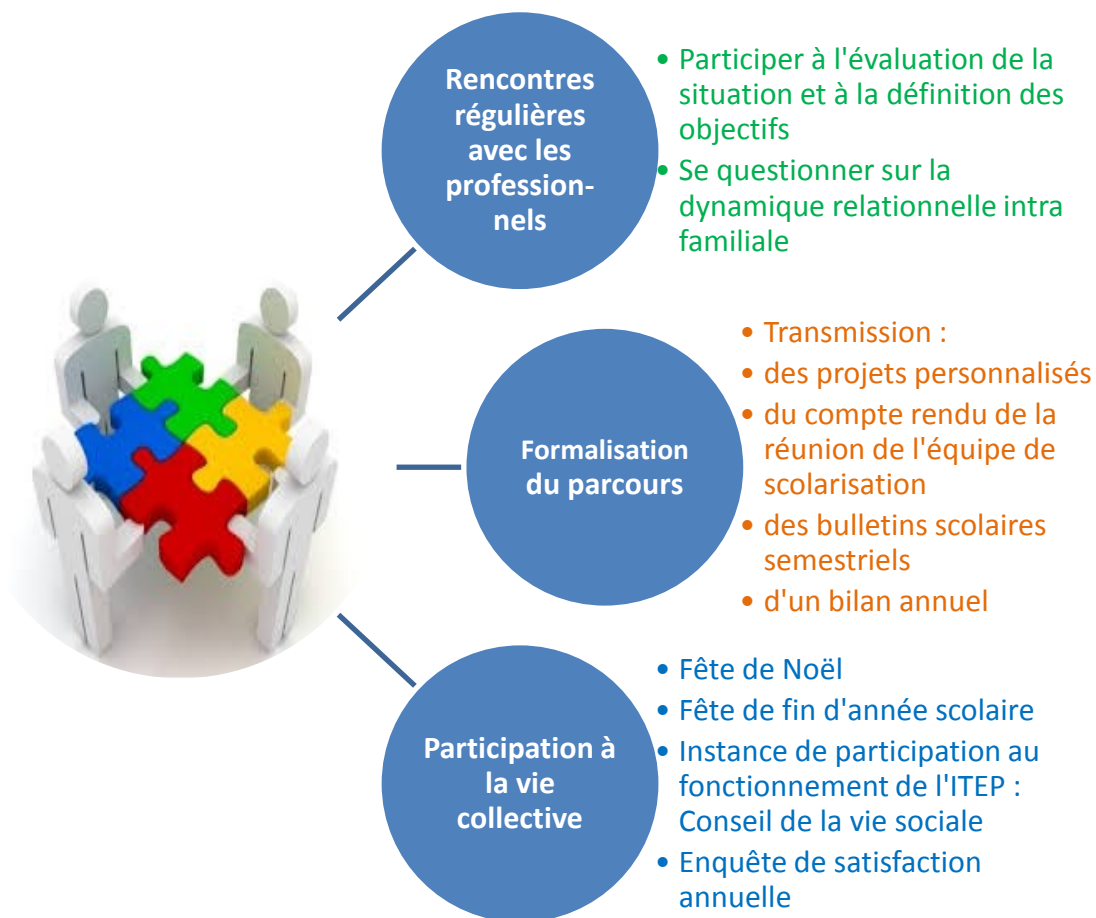 Rencontres
régulières
avec les
profession-
nels
• Participer à l'évaluation de la
situation et à la définition des
objectifs
• Se questionner sur la
dynamique relationnelle intra
familiale
Formalisation
du parcours
• Transmission :
• des projets personnalisés
• du compte rendu de la
réunion de l'équipe de
scolarisation
• des bulletins scolaires
semestriels
• d'un bilan annuel
Participation à
la vie
collective
• Fête de Noël
• Fête de fin d'année scolaire
• Instance de participation au
fonctionnement de l'ITEP :
Conseil de la vie sociale
• Enquête de satisfaction
annuelle